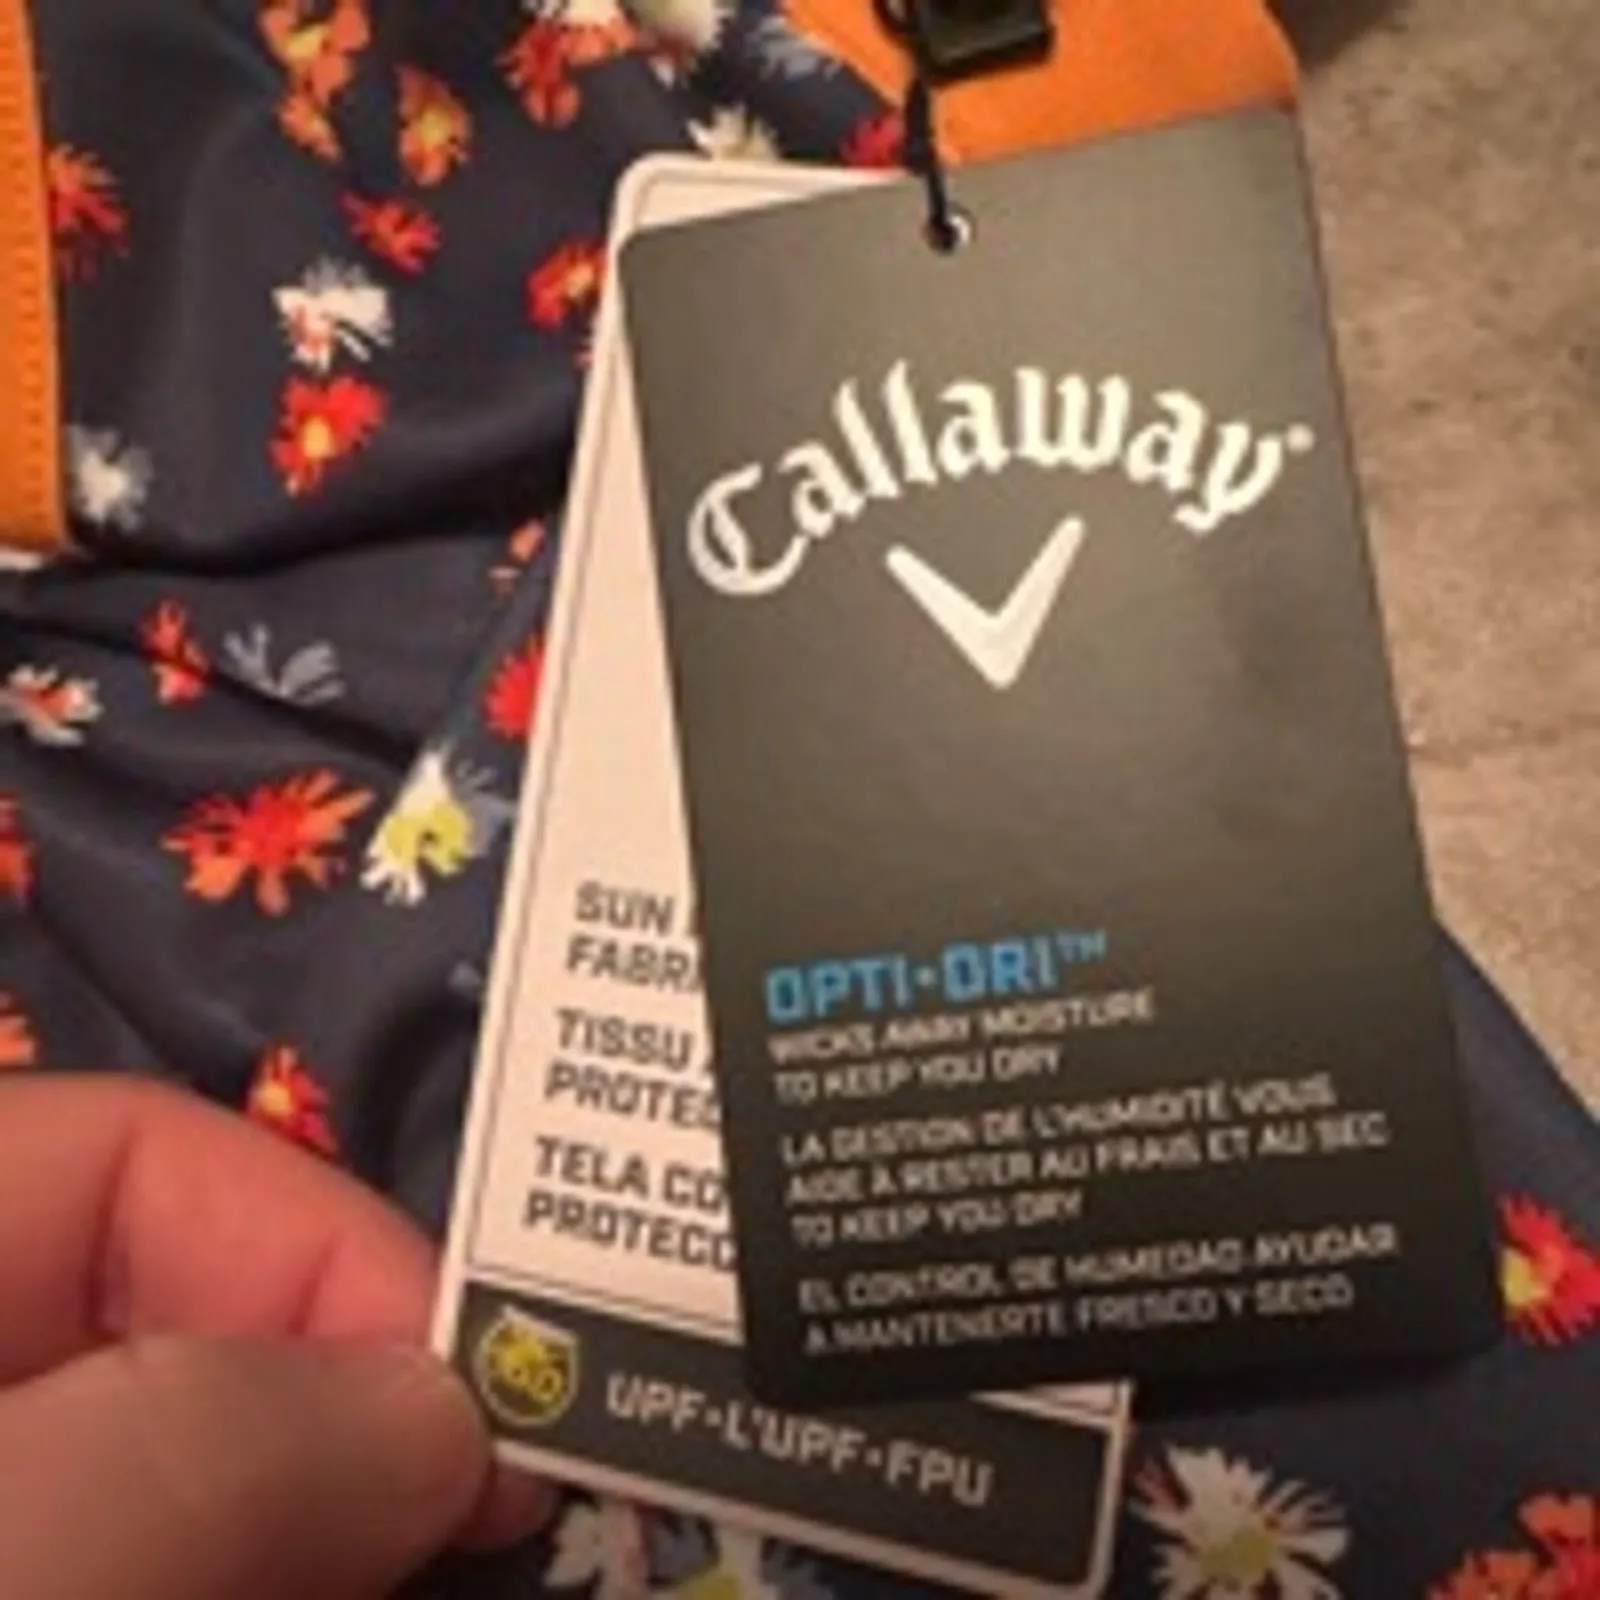 Callaway
OPTI·DRI™
WICKS AWAY MOISTURE
TO KEEP YOU DRY
LA GESTION DE L'HUMIDITÉ VOUS
AIDE À RESTER AU FRAIS ET AU SEC
TO KEEP YOU DRY
EL CONTROL DE HUMEDAD AYUDAR
A MANTENERTE FRESCO Y SECO
SUN
FABRI
TISSU
PROTEC
TELA CO
PROTECC
UPF·L'UPF·FPU